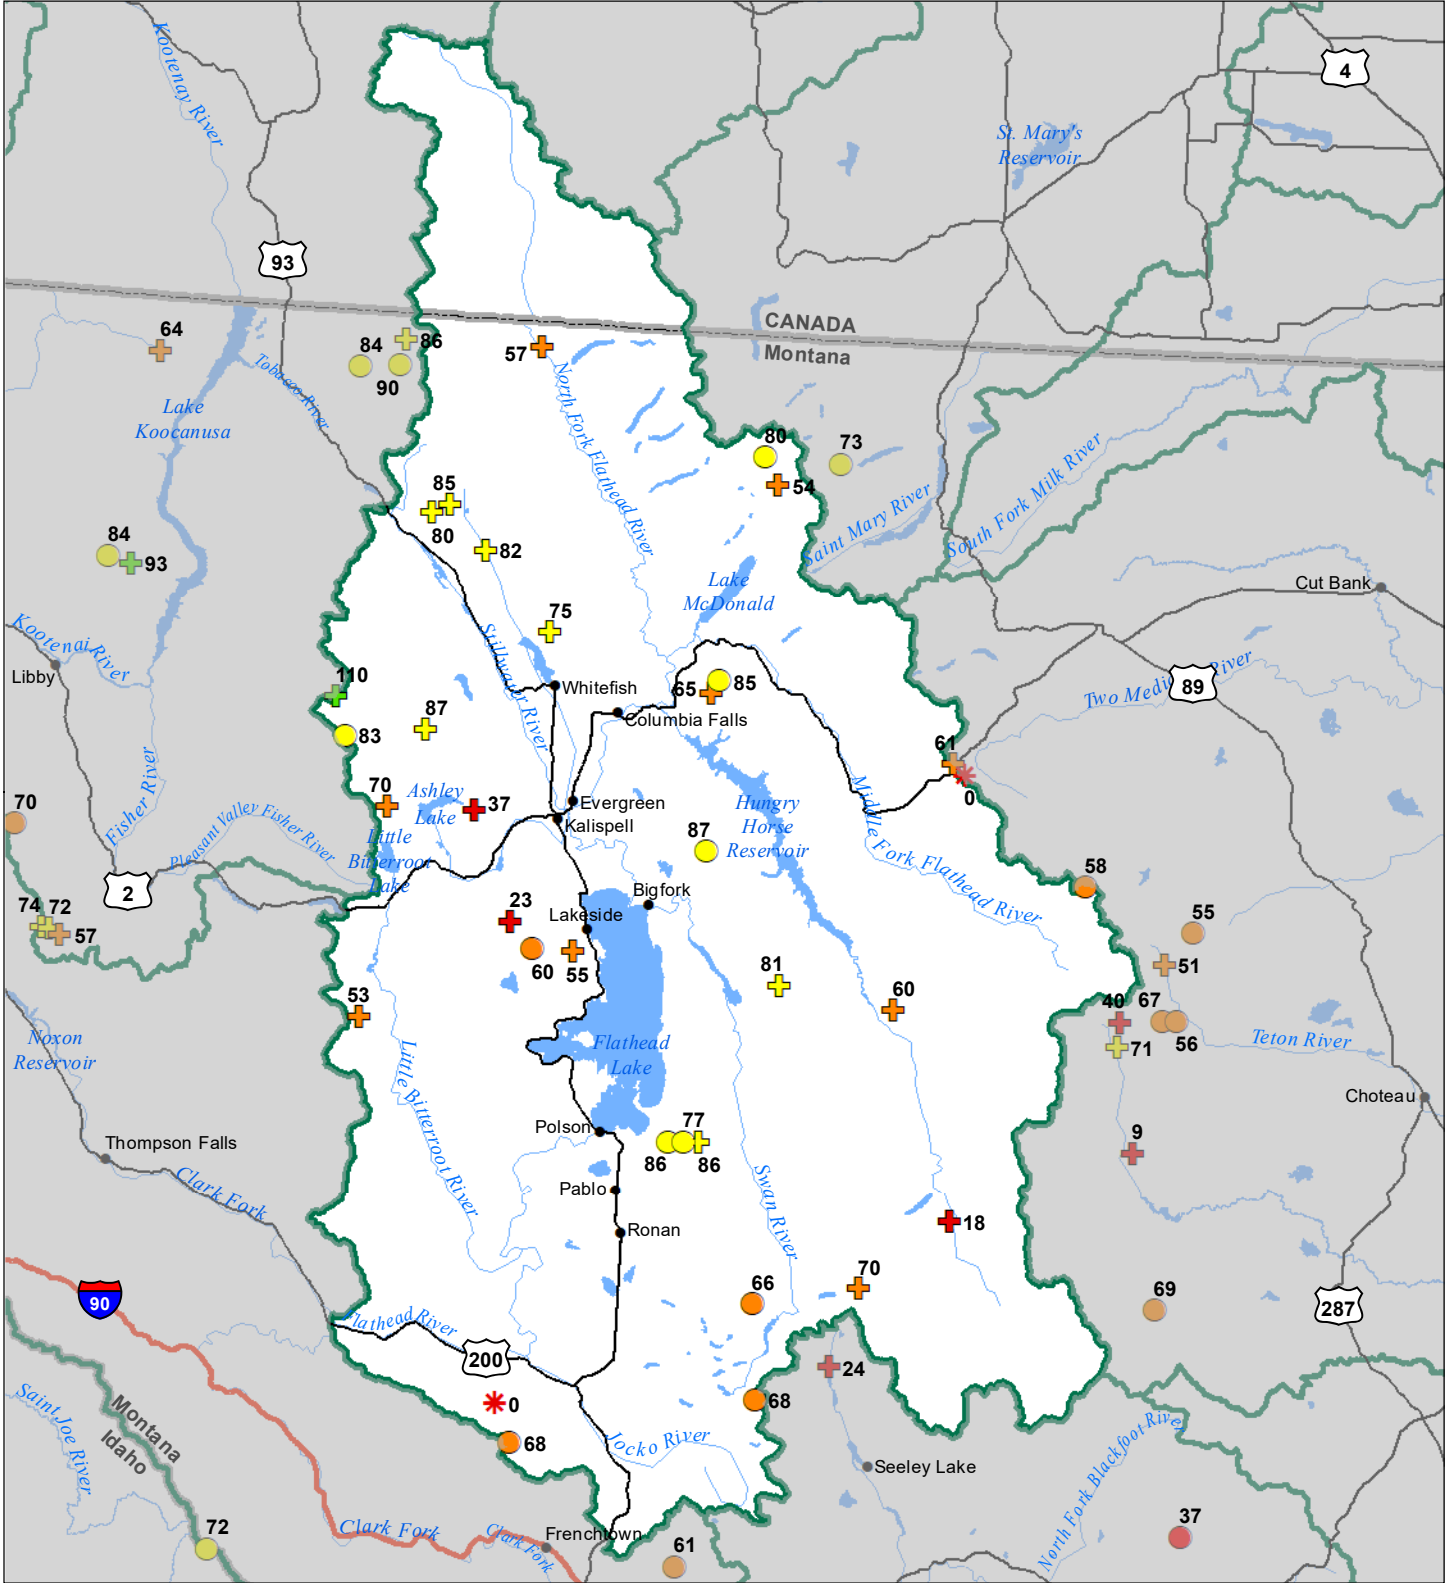 Kootenay River
4
St. Mary's
Reservoir
93
CANADA
Montana
64
84
86
90
57
Tobacco River
Lake
Koocanusa
North Fork Flathead River
80
73
54
85
80
82
Saint Mary River
South Fork Milk River
84
93
Lake
McDonald
Cut Bank
Kootenai River
Libby
75
Stillwater River
110
87
83
Whitefish
65
85
Columbia Falls
Two Medicine River
89
61
0
70
Fisher River
Pleasant Valley Fisher River
2
70
Ashley
Lake
37
Little
Bitterroot
Lake
Evergreen
Kalispell
Hungry
Horse
Reservoir
87
Middle Fork Flathead River
58
74
72
57
23
Lakeside
Bigfork
60
55
81
60
55
51
53
40
67
71
56
Teton River
Noxon
Reservoir
Flathead
Lake
Little Bitterroot River
Choteau
Thompson Falls
Clark Fork
Polson
77
86
86
9
Pablo
Ronan
Swan River
18
90
66
70
69
287
Flathead River
200
24
0
68
68
Jocko River
Saint Joe River
Montana
Idaho
Seeley Lake
North Fork Blackfoot River
72
Clark Fork
Clark Fork
Frenchtown
61
37